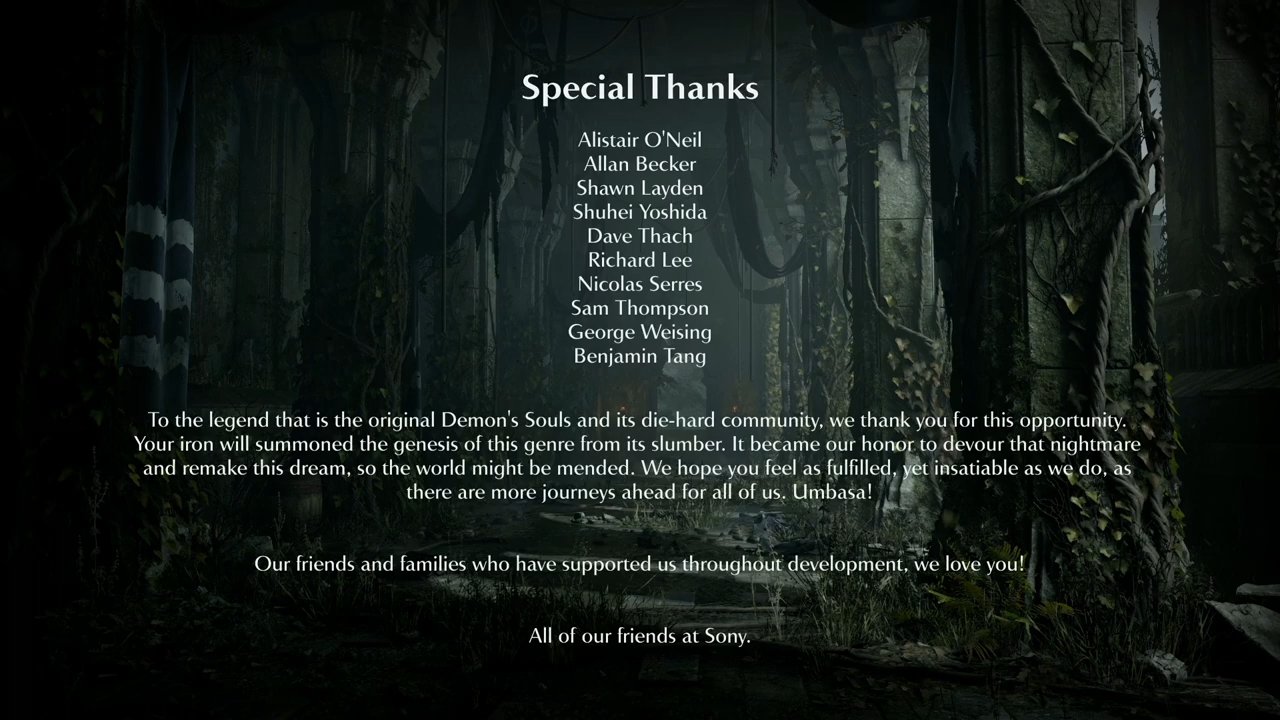 Special Thanks
Alistair O'Neil
Allan Becker
Shawn Layden
Shuhei Yoshida
Dave Thach
Richard Lee
Nicolas Serres
Sam Thompson
George Weising
Benjamin Tang
To the legend that is the original Demon's Souls and its die-hard community, we thank you for this opportunity.
Your iron will summoned the genesis of this genre from its slumber. It became our honor to devour that nightmare
and remake this dream, so the world might be mended. We hope you feel as fulfilled, yet insatiable as we do, as
there are more journeys ahead for all of us. Umbasa!
Our friends and families who have supported us throughout development, we love you!
All of our friends at Sony.